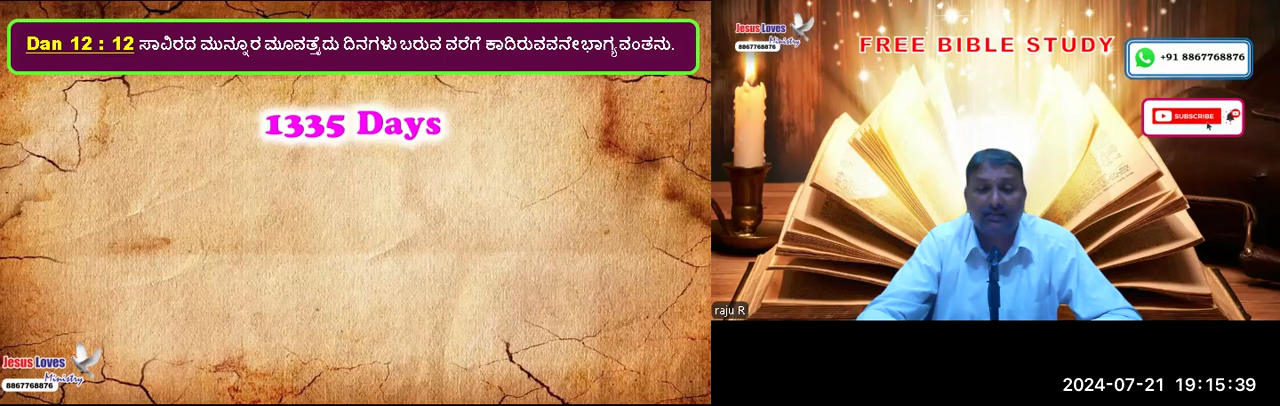 Dan 12 : 12 ಸಾವಿರದ ಮುನ್ನೂರ ಮೂವತ್ತೈದು ದಿನಗಳು ಬರುವ ವರೆಗೆ ಕಾದಿರುವವನೇ ಭಾಗ್ಯವಂತನು.
1335 Days
Jesus Loves
Ministry
8867768876
Jesus Loves
Ministry
8867768876
FREE BIBLE STUDY
+91 8867768876
SUBSCRIBE
raju R
2024-07-21 19:15:39